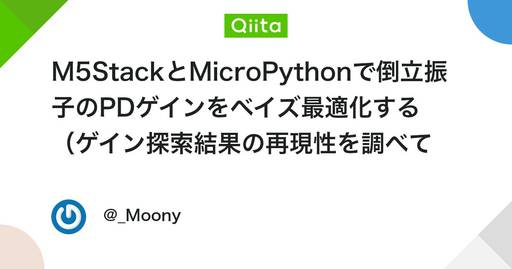 Qiita
M5StackとMicroPythonで倒立振
子のPDゲインをベイズ最適化する
（ゲイン探索結果の再現性を調べて
@_Moony